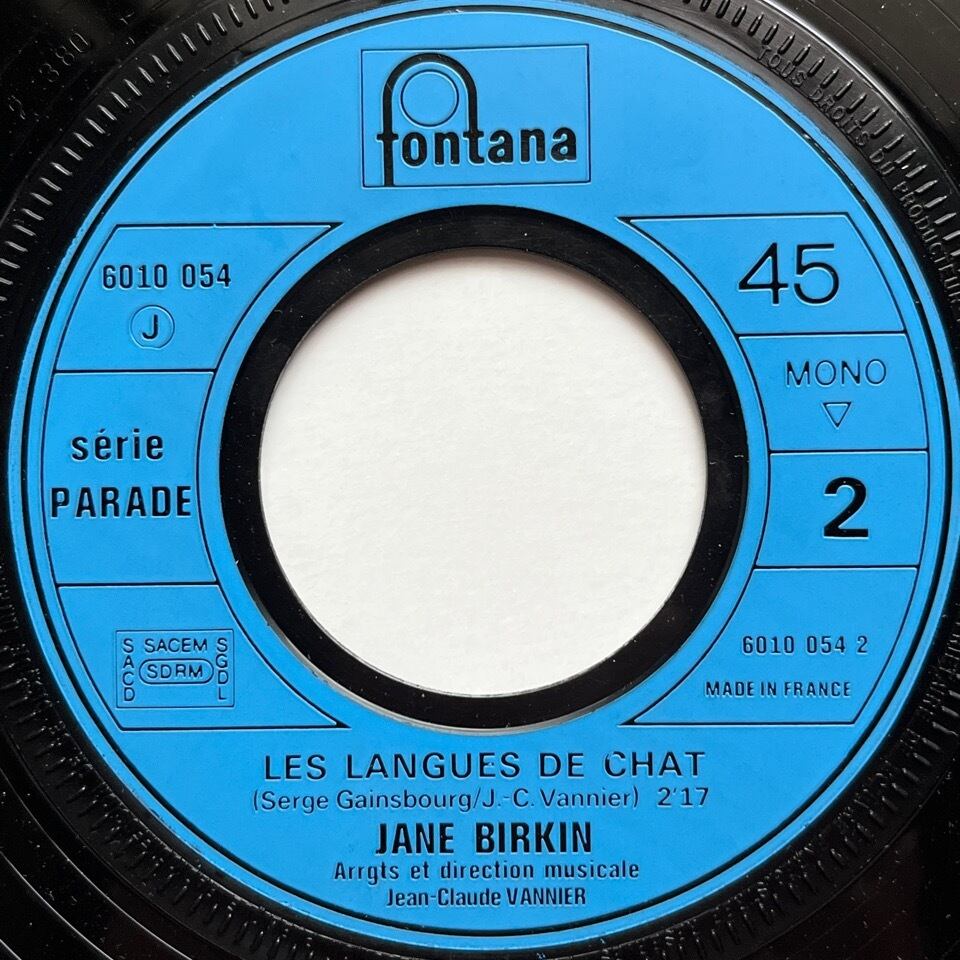 fontana
6010 054
J
série
PARADE
SACD
SACEM
SDRM
SGDL
45
MONO
2
6010 054 2
MADE IN FRANCE
LES LANGUES DE CHAT
(Serge Gainsbourg/J.-C. Vannier) 2'17
JANE BIRKIN
Arrgts et direction musicale
Jean-Claude VANNIER
TOUS DROITS DU PRODUCTEUR
380